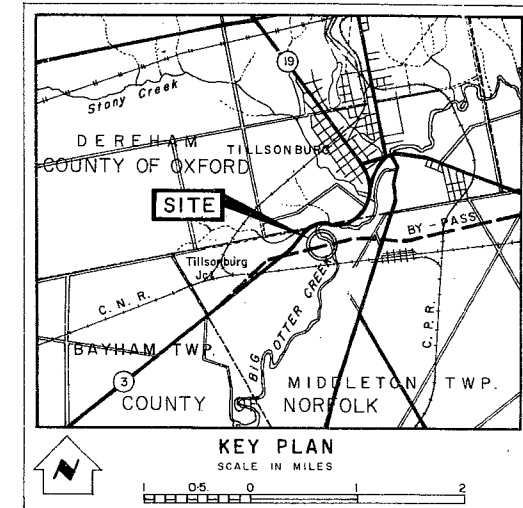 19
Stony Creek
DEREHAM
TILLSONBURG
COUNTY OF OXFORD
SITE
BY-PASS
Tillsonburg
Jct.
C. N. R.
BIG OTTER CREEK
C.P.R.
BAYHAM TWP.
MIDDLETON TWP.
3
COUNTY NORFOLK
N
KEY PLAN
SCALE IN MILES
1 0·5 0 1 2